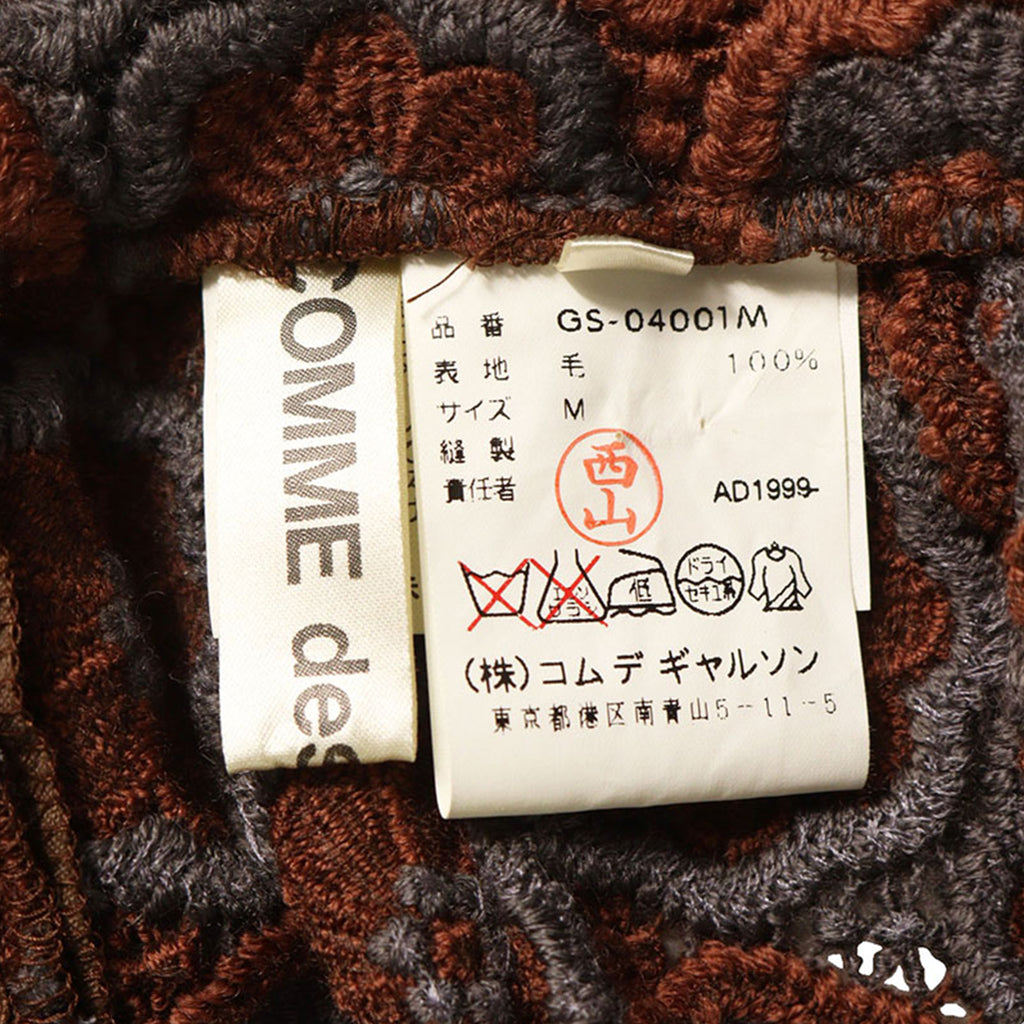 COMME des
品番 GS-04001M
表地 毛 100%
サイズ M
縫製
責任者
西山
AD1999
低
ドライ
セキユ系
(株)コムデギャルソン
東京都港区南青山5-11-5